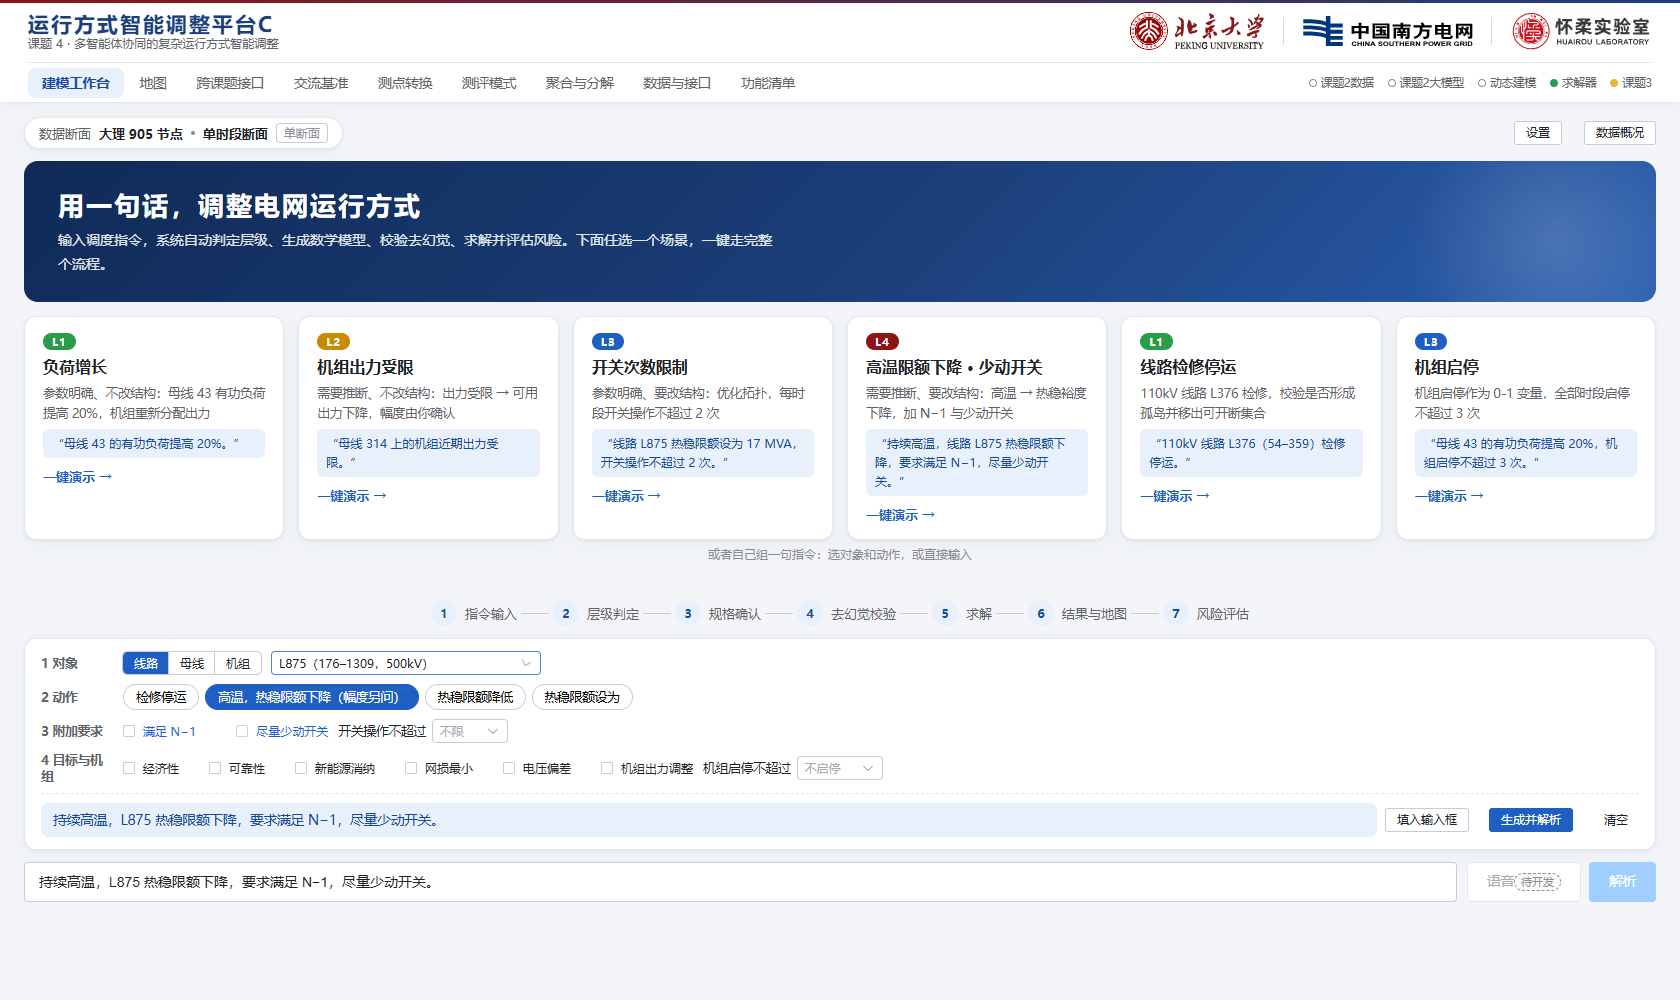 运行方式智能调整平台C
课题 4 · 多智能体协同的复杂运行方式智能调整
北京大学
PEKING UNIVERSITY
中国南方电网
CHINA SOUTHERN POWER GRID
怀柔实验室
HUAIROU LABORATORY
建模工作台 地图 跨课题接口 交流基准 测点转换 测评模式 聚合与分解 数据与接口 功能清单
课题2数据 课题2大模型 动态建模 求解器 课题3
数据断面 大理 905 节点 • 单时段断面 单断面
设置 数据概况
用一句话，调整电网运行方式
输入调度指令，系统自动判定层级、生成数学模型、校验去幻觉、求解并评估风险。下面任选一个场景，一键走完整
个流程。
L1
负荷增长
参数明确、不改结构：母线 43 有功负荷
提高 20%，机组重新分配出力
“母线 43 的有功负荷提高 20%。”
一键演示 →
L2
机组出力受限
需要推断、不改结构：出力受限 → 可用
出力下降，幅度由你确认
“母线 314 上的机组近期出力受
限。”
一键演示 →
L3
开关次数限制
参数明确、要改结构：优化拓扑，每时
段开关操作不超过 2 次
“线路 L875 热稳限额设为 17 MVA，
开关操作不超过 2 次。”
一键演示 →
L4
高温限额下降 • 少动开关
需要推断、要改结构：高温 → 热稳裕度
下降，加 N−1 与少动开关
“持续高温，线路 L875 热稳限额下
降，要求满足 N−1，尽量少动开
关。”
一键演示 →
L1
线路检修停运
110kV 线路 L376 检修，校验是否形成
孤岛并移出可开断集合
“110kV 线路 L376（54–359）检修
停运。”
一键演示 →
L3
机组启停
机组启停作为 0-1 变量，全部时段启停
不超过 3 次
“母线 43 的有功负荷提高 20%，机
组启停不超过 3 次。”
一键演示 →
或者自己组一句指令：选对象和动作，或直接输入
1 指令输入 2 层级判定 3 规格确认 4 去幻觉校验 5 求解 6 结果与地图 7 风险评估
1 对象 线路 母线 机组 L875（176–1309，500kV）
2 动作 检修停运 高温，热稳限额下降（幅度另问） 热稳限额降低 热稳限额设为
3 附加要求 满足 N−1 尽量少动开关 开关操作不超过 不限
4 目标与机
组
经济性 可靠性 新能源消纳 网损最小 电压偏差 机组出力调整 机组启停不超过 不启停
持续高温，L875 热稳限额下降，要求满足 N−1，尽量少动开关。
填入输入框 生成并解析 清空
持续高温，L875 热稳限额下降，要求满足 N−1，尽量少动开关。
语音 待开发 解析